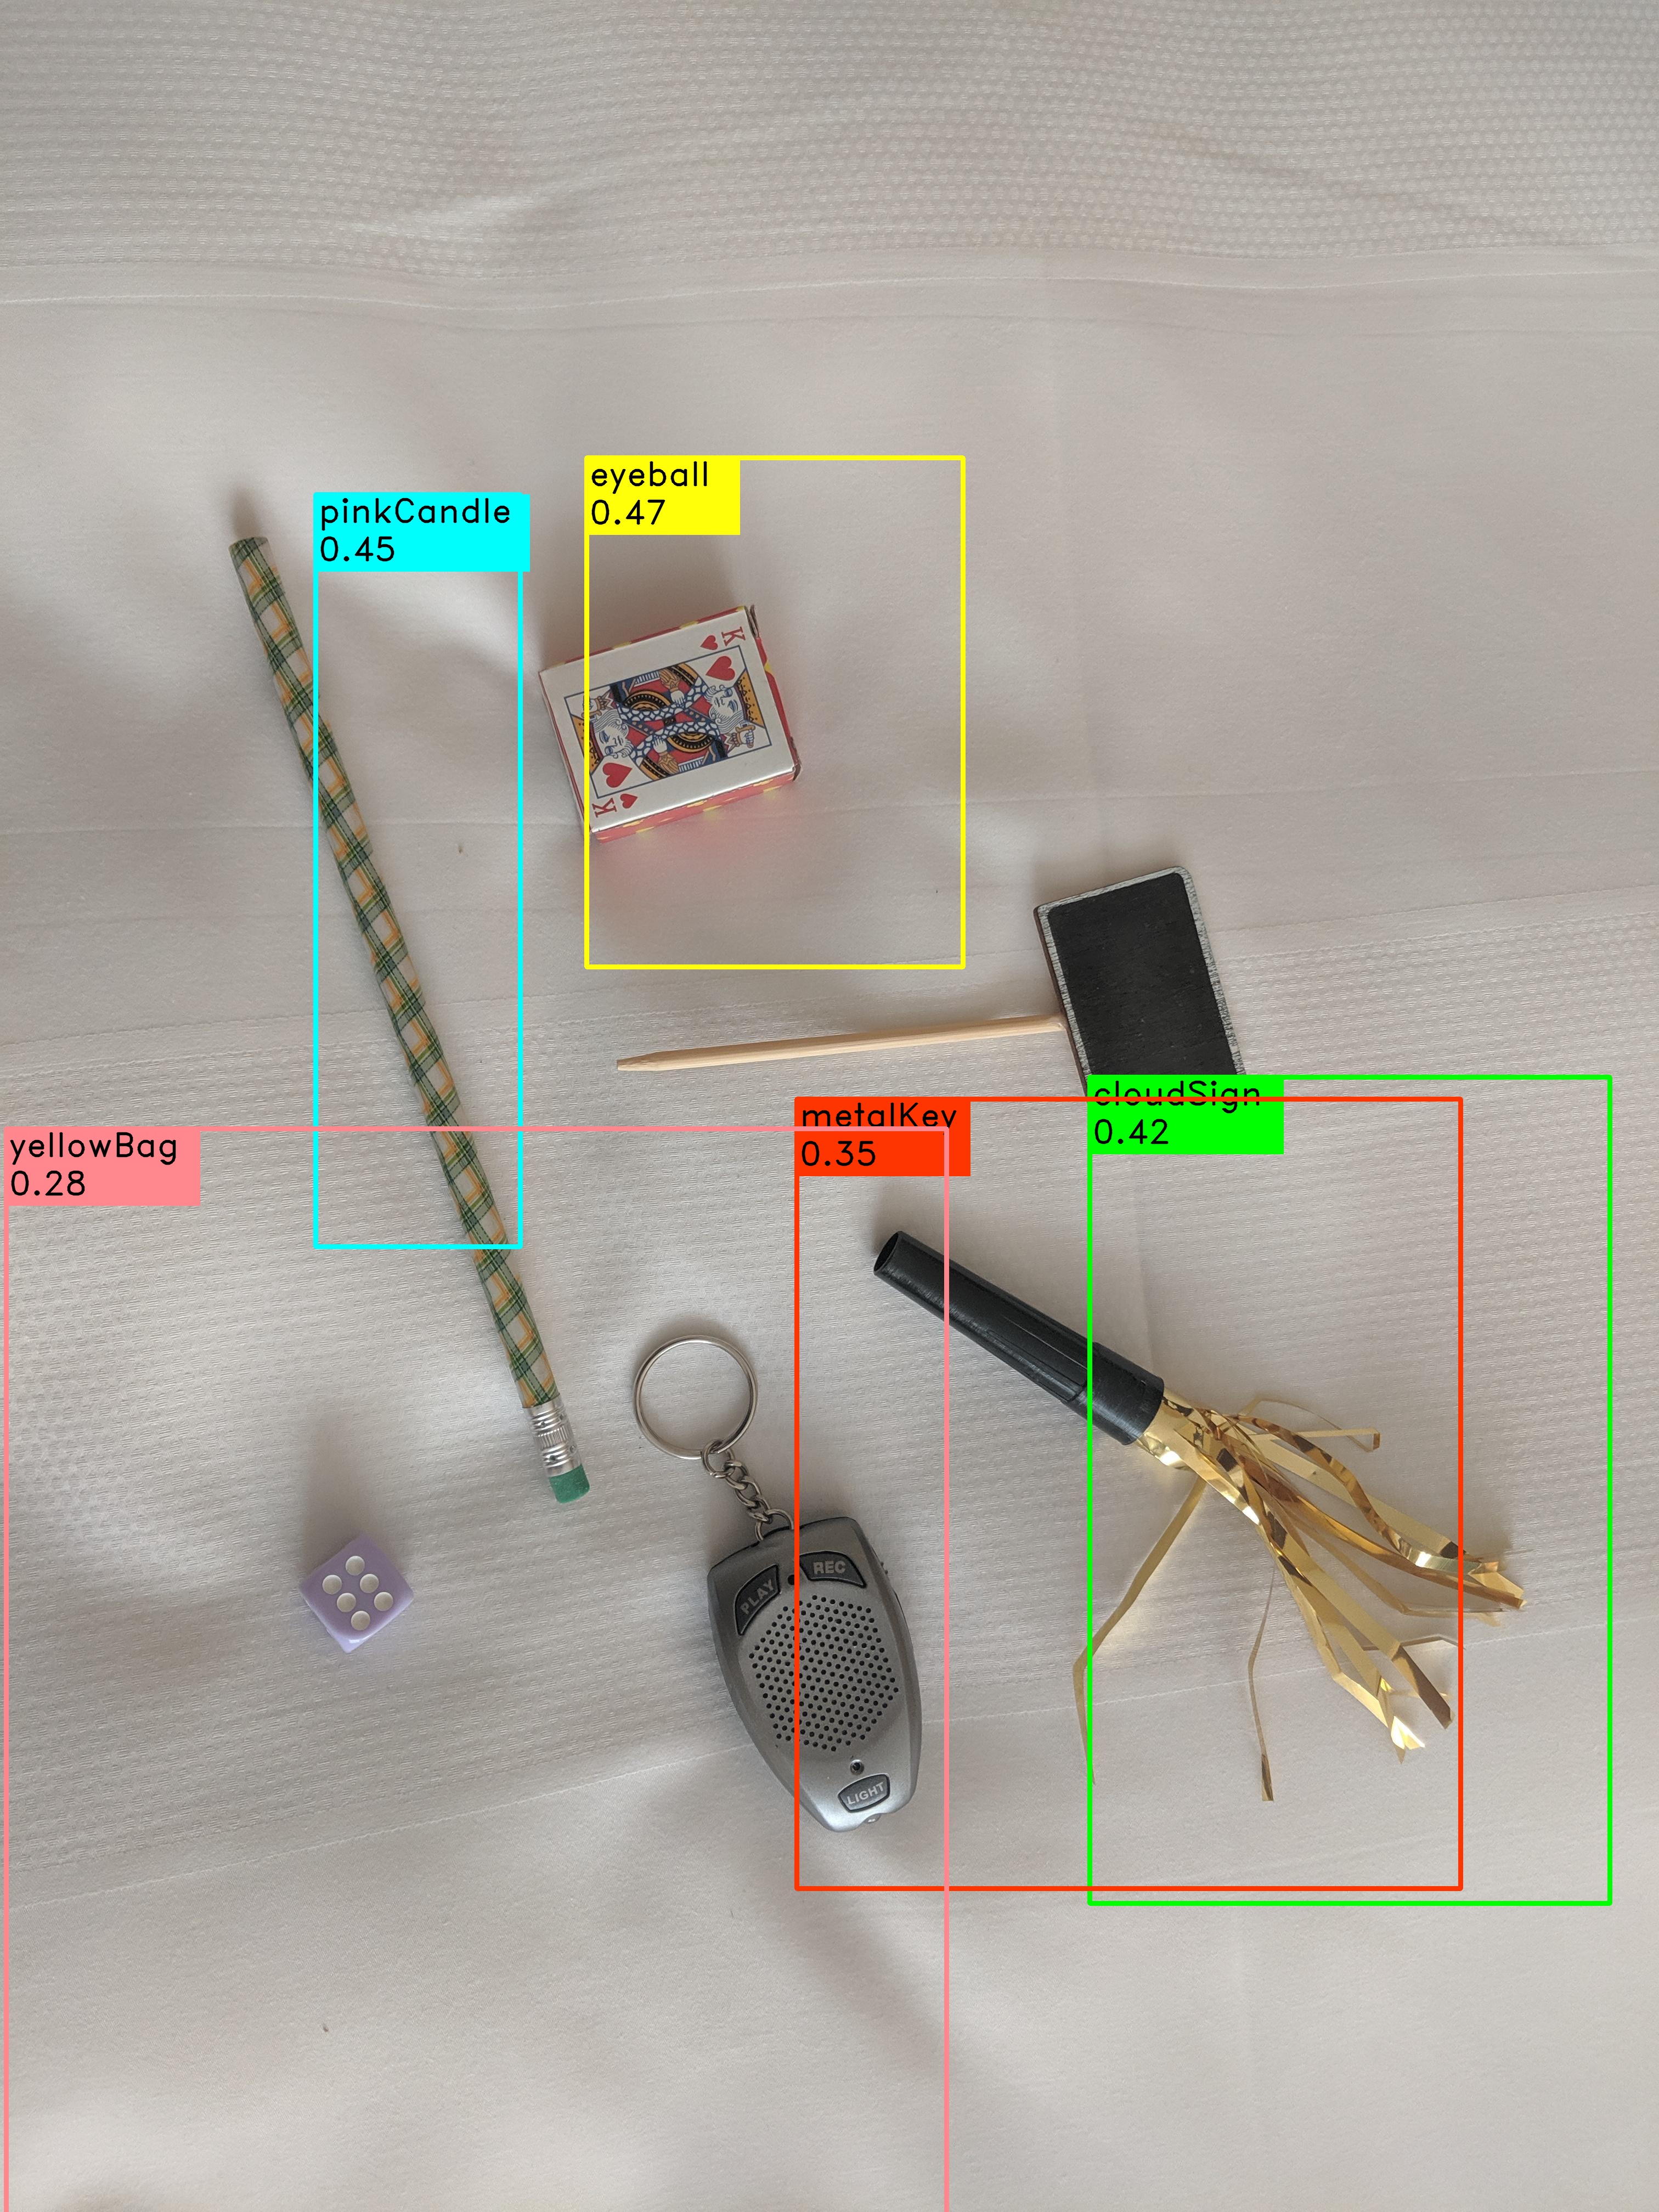 eyeball
0.47
pinkCandle
0.45
K
K
cloudSign
0.42
metalKey
0.35
yellowBag
0.28
PLAY
REC
LIGHT